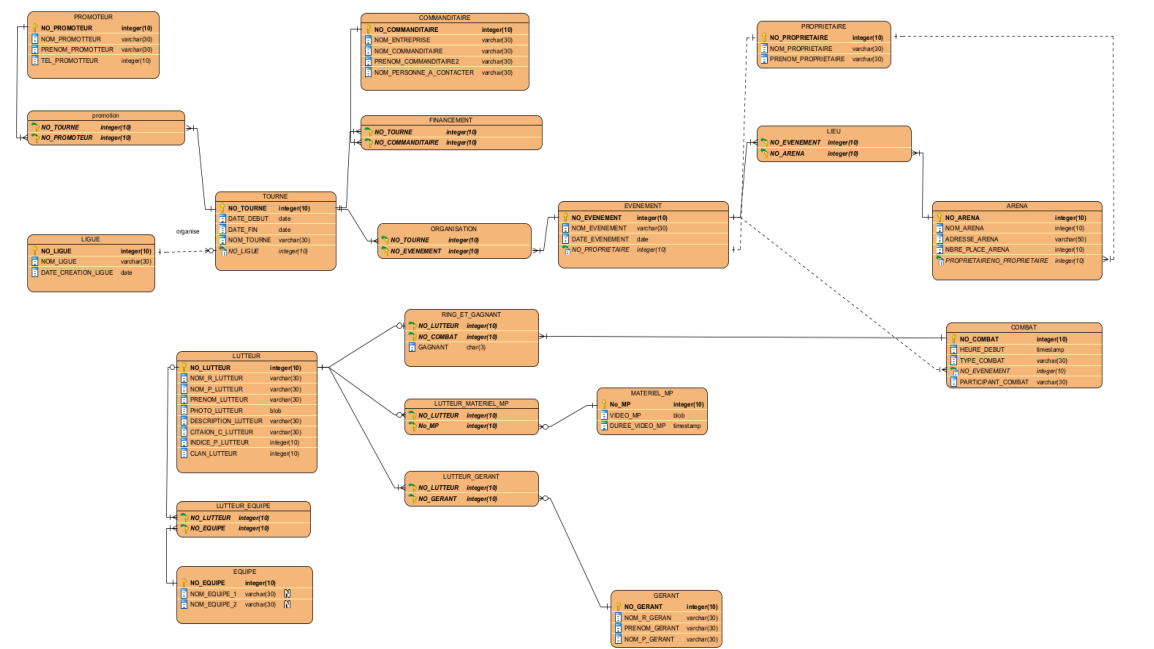 PROMOTEUR
NO_PROMOTEUR integer(10)
NOM_PROMOTTEUR varchar(30)
PRENOM_PROMOTTEUR varchar(30)
TEL_PROMOTTEUR integer(10)
COMMANDITAIRE
NO_COMMANDITAIRE integer(10)
NOM_ENTREPRISE varchar(30)
NOM_COMMANDITAIRE varchar(30)
PRENOM_COMMANDITAIRE2 varchar(30)
NOM_PERSONNE_A_CONTACTER varchar(30)
PROPRIETAIRE
NO_PROPRIETAIRE integer(10)
NOM_PROPRIETAIRE varchar(30)
PRENOM_PROPRIETAIRE varchar(30)
promotion
NO_TOURNE integer(10)
NO_PROMOTEUR integer(10)
FINANCEMENT
NO_TOURNE integer(10)
NO_COMMANDITAIRE integer(10)
LIEU
NO_EVENEMENT integer(10)
NO_ARENA integer(10)
TOURNE
NO_TOURNE integer(10)
DATE_DEBUT date
DATE_FIN date
NOM_TOURNE varchar(30)
NO_LIGUE integer(10)
organise
LIGUE
NO_LIGUE integer(10)
NOM_LIGUE varchar(30)
DATE_CREATION_LIGUE date
ORGANISATION
NO_TOURNE integer(10)
NO_EVENEMENT integer(10)
EVENEMENT
NO_EVENEMENT integer(10)
NOM_EVENEMENT varchar(30)
DATE_EVENEMENT date
NO_PROPRIETAIRE integer(10)
ARENA
NO_ARENA integer(10)
NOM_ARENA integer(10)
ADRESSE_ARENA varchar(50)
NBRE_PLACE_ARENA integer(10)
PROPRIETAIRENO_PROPRIETAIRE integer(10)
RING_ET_GAGNANT
NO_LUTTEUR integer(10)
NO_COMBAT integer(10)
GAGNANT char(3)
COMBAT
NO_COMBAT integer(10)
HEURE_DEBUT timestamp
TYPE_COMBAT varchar(30)
NO_EVENEMENT integer(10)
PARTICIPANT_COMBAT varchar(30)
LUTTEUR
NO_LUTTEUR integer(10)
NOM_R_LUTTEUR varchar(30)
NOM_P_LUTTEUR varchar(30)
PRENOM_LUTTEUR varchar(30)
PHOTO_LUTTEUR blob
DESCRIPTION_LUTTEUR varchar(30)
CITAION_C_LUTTEUR varchar(30)
INDICE_P_LUTTEUR integer(10)
CLAN_LUTTEUR integer(10)
LUTTEUR_MATERIEL_MP
NO_LUTTEUR integer(10)
No_MP integer(10)
MATERIEL_MP
No_MP integer(10)
VIDEO_MP blob
DUREE_VIDEO_MP timestamp
LUTTEUR_GERANT
NO_LUTTEUR integer(10)
NO_GERANT integer(10)
LUTTEUR_EQUIPE
NO_LUTTEUR integer(10)
NO_EQUIPE integer(10)
EQUIPE
NO_EQUIPE integer(10)
NOM_EQUIPE_1 varchar(30) N
NOM_EQUIPE_2 varchar(30) N
GERANT
NO_GERANT integer(10)
NOM_R_GERAN varchar(30)
PRENOM_GERANT varchar(30)
NOM_P_GERANT varchar(30)